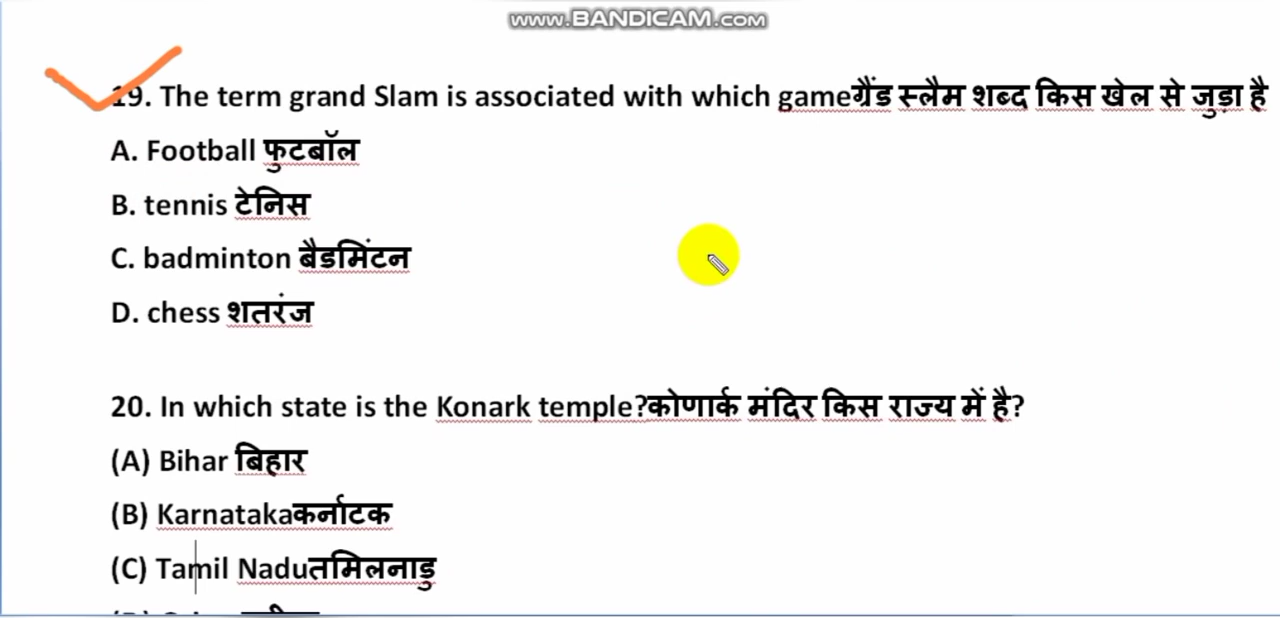 www.BANDICAM.com
19. The term grand Slam is associated with which gameग्रैंड स्लैम शब्द किस खेल से जुड़ा है
A. Football फुटबॉल
B. tennis टेनिस
C. badminton बैडमिंटन
D. chess शतरंज
20. In which state is the Konark temple?कोणार्क मंदिर किस राज्य में है?
(A) Bihar बिहार
(B) Karnatakaकर्नाटक
(C) Tamil Naduतमिलनाडु